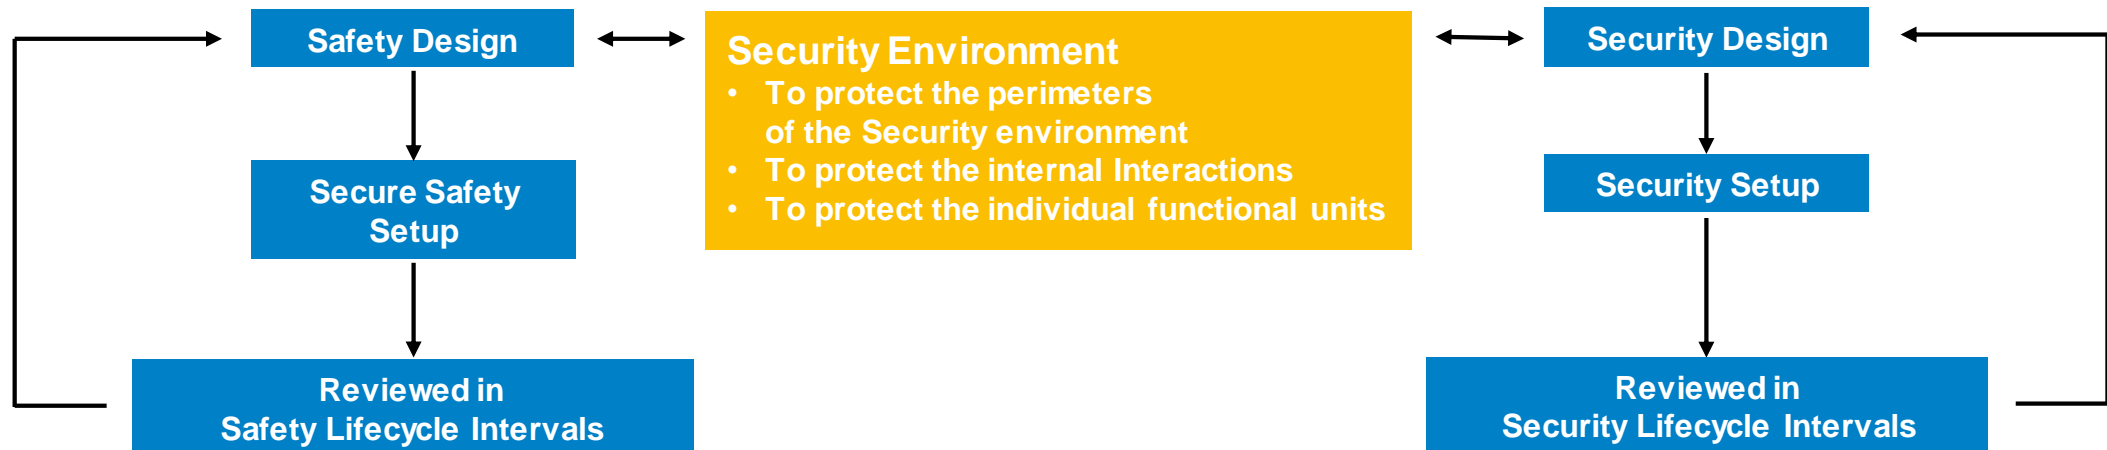 Safety Design
Secure Safety
Setup
Reviewed in
Safety Lifecycle Intervals
Security Environment
• To protect the perimeters
of the Security environment
• To protect the internal Interactions
• To protect the individual functional units
Security Design
Security Setup
Reviewed in
Security Lifecycle Intervals